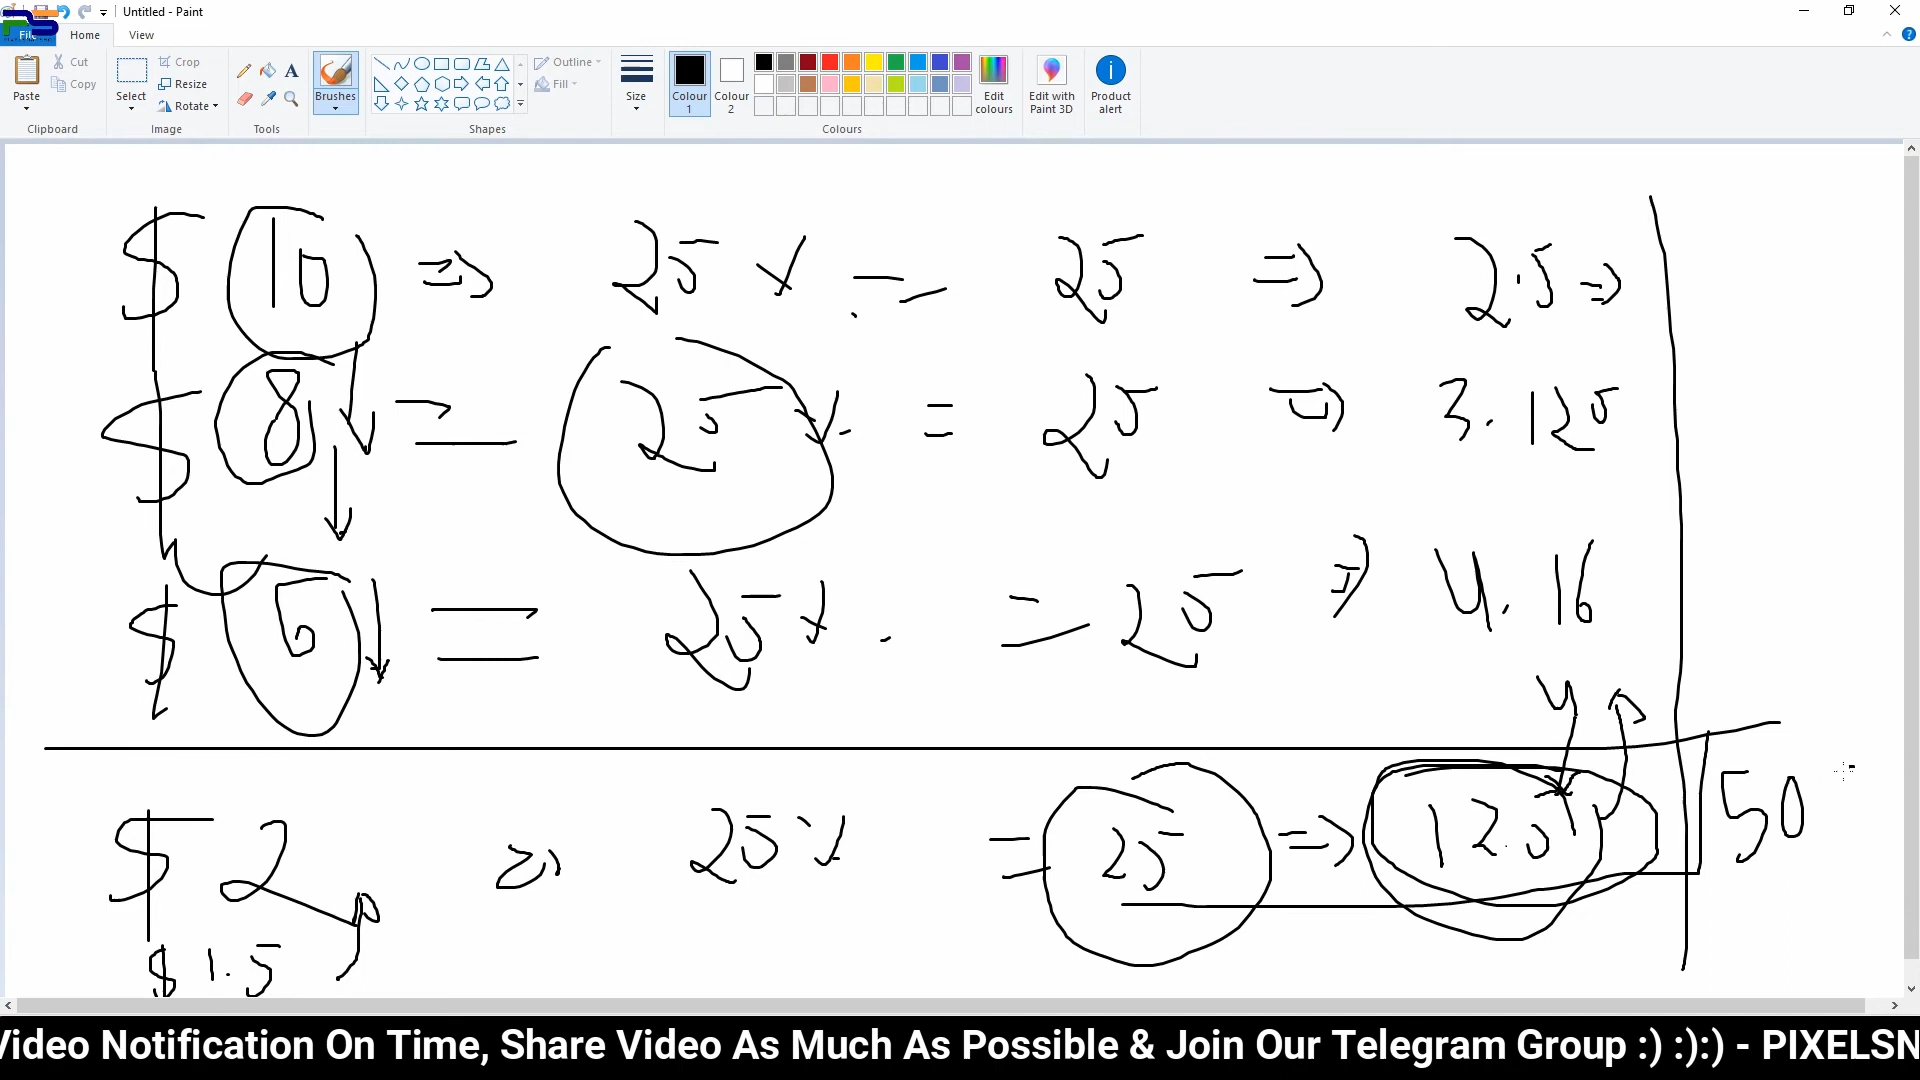 Untitled - Paint
File Home View
Paste Cut Copy Select Crop Resize Rotate Brushes Outline Fill Size Colour 1 Colour 2 Edit colours Edit with Paint 3D Product alert
Clipboard Image Tools Shapes Colours
$ 10 => 25 % = 25 => 2.5 =>
$ 8 = 25 % = 25 => 3.125
$ 6 = 25 % . = 25 => 4.16
$ 2 => 25 % = 25 => 12.5 50
$ 1.5
Video Notification On Time, Share Video As Much As Possible & Join Our Telegram Group :) :):) - PIXELSN